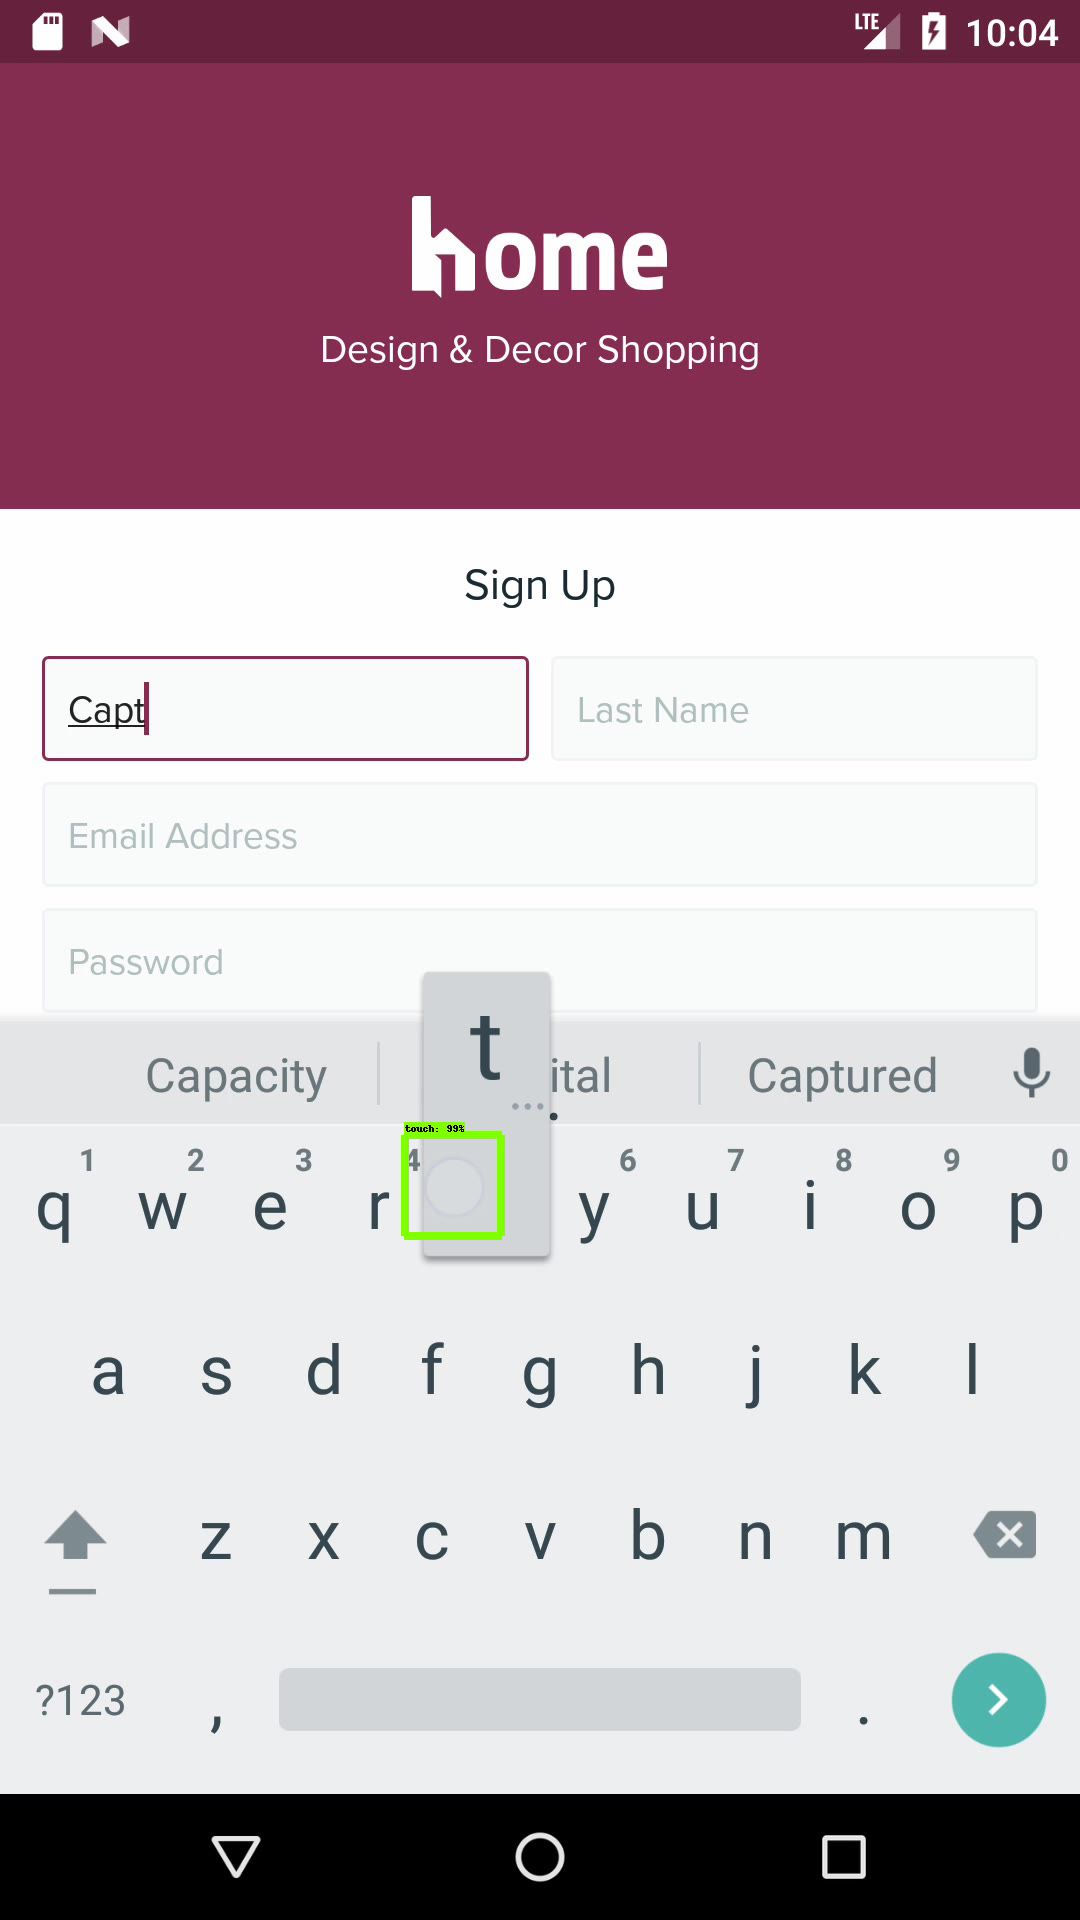 LTE 10:04
home
Design & Decor Shopping
Sign Up
Capt Last Name
Email Address
Password
t
Capacity ital Captured
touch: 99%
1 2 3 4 6 7 8 9 0
q w e r y u i o p
a s d f g h j k l
z x c v b n m
?123 , .